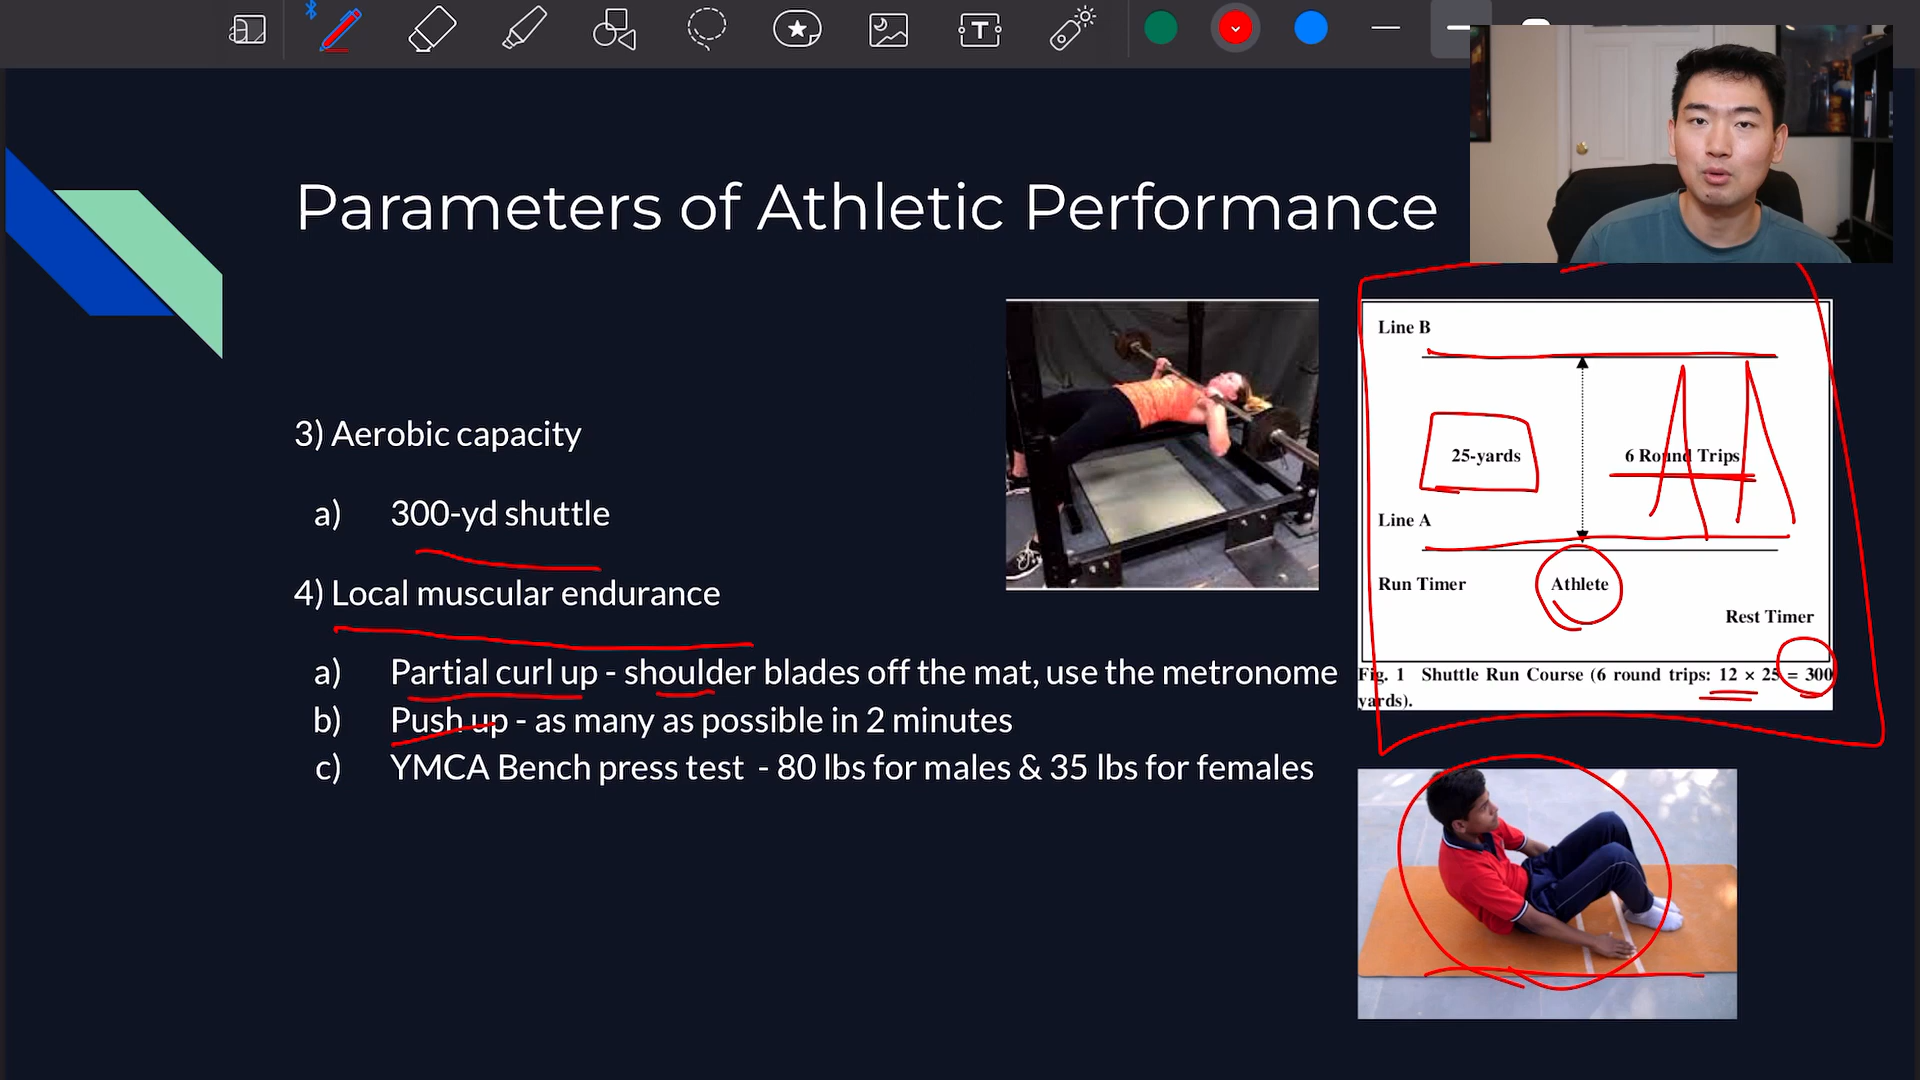 Parameters of Athletic Performance
3) Aerobic capacity
a) 300-yd shuttle
4) Local muscular endurance
a) Partial curl up - shoulder blades off the mat, use the metronome
b) Push up - as many as possible in 2 minutes
c) YMCA Bench press test - 80 lbs for males & 35 lbs for females
Line B
25-yards
6 Round Trips
Line A
Run Timer
Athlete
Rest Timer
Fig. 1 Shuttle Run Course (6 round trips: 12 × 25 = 300
yards).